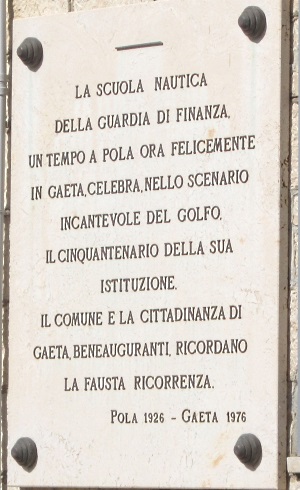 LA SCUOLA NAUTICA
DELLA GUARDIA DI FINANZA,
UN TEMPO A POLA ORA FELICEMENTE
IN GAETA, CELEBRA, NELLO SCENARIO
INCANTEVOLE DEL GOLFO,
IL CINQUANTENARIO DELLA SUA
ISTITUZIONE.
IL COMUNE E LA CITTADINANZA DI
GAETA, BENEAUGURANTI, RICORDANO
LA FAUSTA RICORRENZA.
POLA 1926 - GAETA 1976